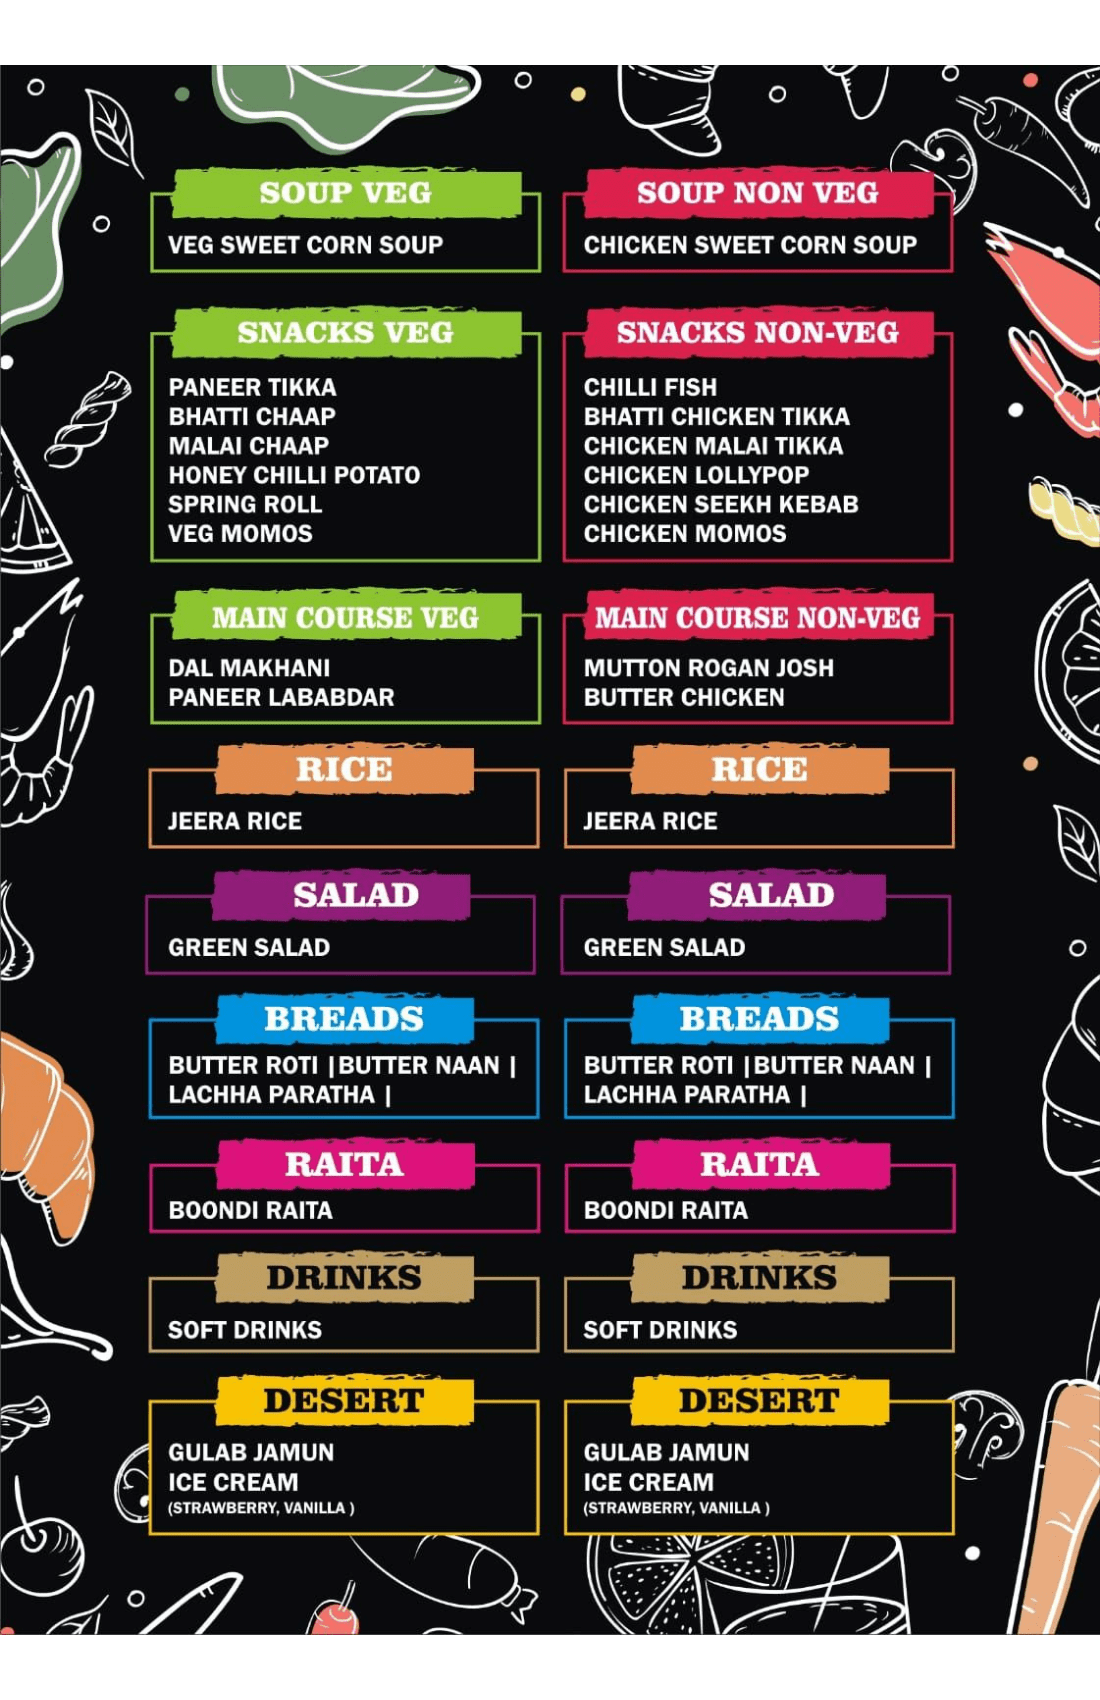 SOUP VEG
VEG SWEET CORN SOUP
SOUP NON VEG
CHICKEN SWEET CORN SOUP
SNACKS VEG
PANEER TIKKA
BHATTI CHAAP
MALAI CHAAP
HONEY CHILLI POTATO
SPRING ROLL
VEG MOMOS
SNACKS NON-VEG
CHILLI FISH
BHATTI CHICKEN TIKKA
CHICKEN MALAI TIKKA
CHICKEN LOLLYPOP
CHICKEN SEEKH KEBAB
CHICKEN MOMOS
MAIN COURSE VEG
DAL MAKHANI
PANEER LABABDAR
MAIN COURSE NON-VEG
MUTTON ROGAN JOSH
BUTTER CHICKEN
RICE
JEERA RICE
RICE
JEERA RICE
SALAD
GREEN SALAD
SALAD
GREEN SALAD
BREADS
BUTTER ROTI |BUTTER NAAN |
LACHHA PARATHA |
BREADS
BUTTER ROTI |BUTTER NAAN |
LACHHA PARATHA |
RAITA
BOONDI RAITA
RAITA
BOONDI RAITA
DRINKS
SOFT DRINKS
DRINKS
SOFT DRINKS
DESERT
GULAB JAMUN
ICE CREAM
(STRAWBERRY, VANILLA )
DESERT
GULAB JAMUN
ICE CREAM
(STRAWBERRY, VANILLA )